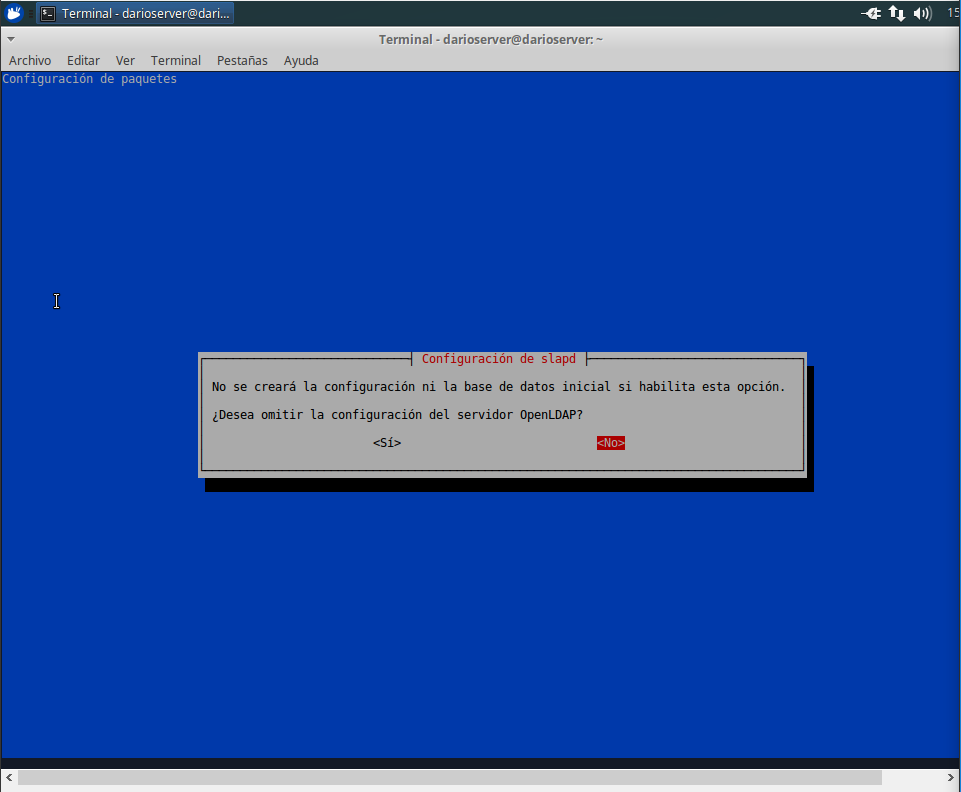 Terminal - darioserver@dari...
15
Terminal - darioserver@darioserver: ~
Archivo Editar Ver Terminal Pestañas Ayuda
Configuración de paquetes
Configuración de slapd
No se creará la configuración ni la base de datos inicial si habilita esta opción.
¿Desea omitir la configuración del servidor OpenLDAP?
<Sí> <No>